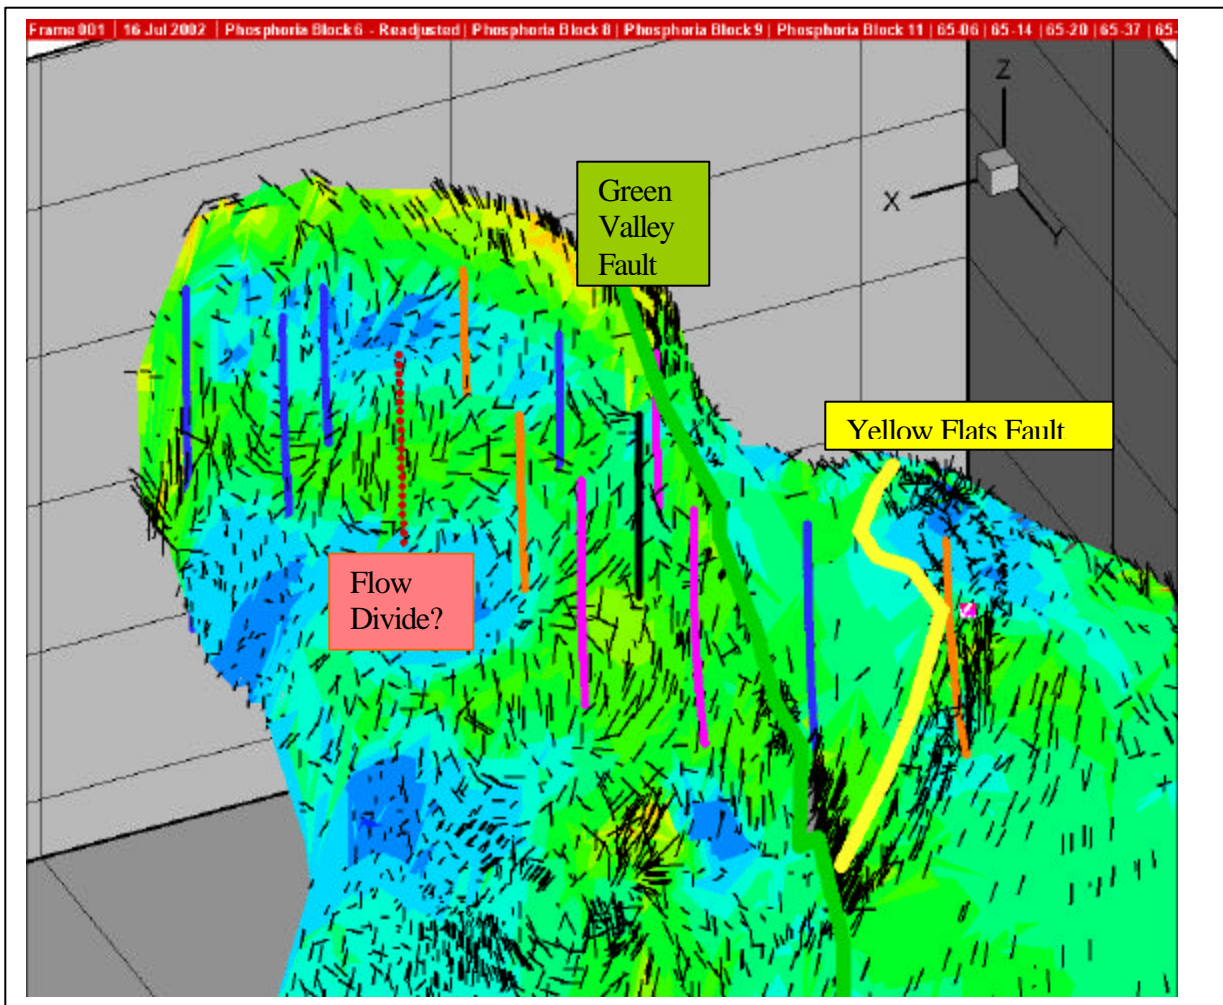 Frame 001 | 16 Jul 2002 | Phosphoria Block 6 - Readjusted | Phosphoria Block 8 | Phosphoria Block 9 | Phosphoria Block 11 | 65-06 | 65-14 | 65-20 | 65-37 | 65-
Z
X
Y
Green
Valley
Fault
Yellow Flats Fault
Flow
Divide?